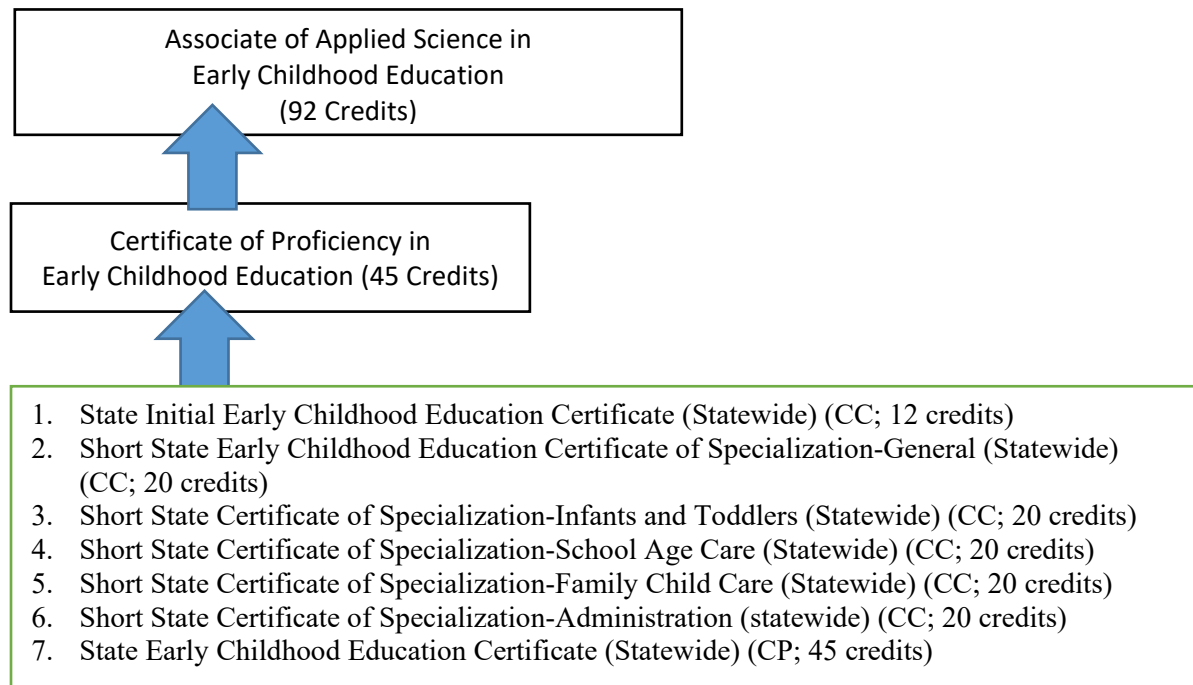 Associate of Applied Science in
Early Childhood Education
(92 Credits)
Certificate of Proficiency in
Early Childhood Education (45 Credits)
1. State Initial Early Childhood Education Certificate (Statewide) (CC; 12 credits)
2. Short State Early Childhood Education Certificate of Specialization-General (Statewide)
(CC; 20 credits)
3. Short State Certificate of Specialization-Infants and Toddlers (Statewide) (CC; 20 credits)
4. Short State Certificate of Specialization-School Age Care (Statewide) (CC; 20 credits)
5. Short State Certificate of Specialization-Family Child Care (Statewide) (CC; 20 credits)
6. Short State Certificate of Specialization-Administration (statewide) (CC; 20 credits)
7. State Early Childhood Education Certificate (Statewide) (CP; 45 credits)